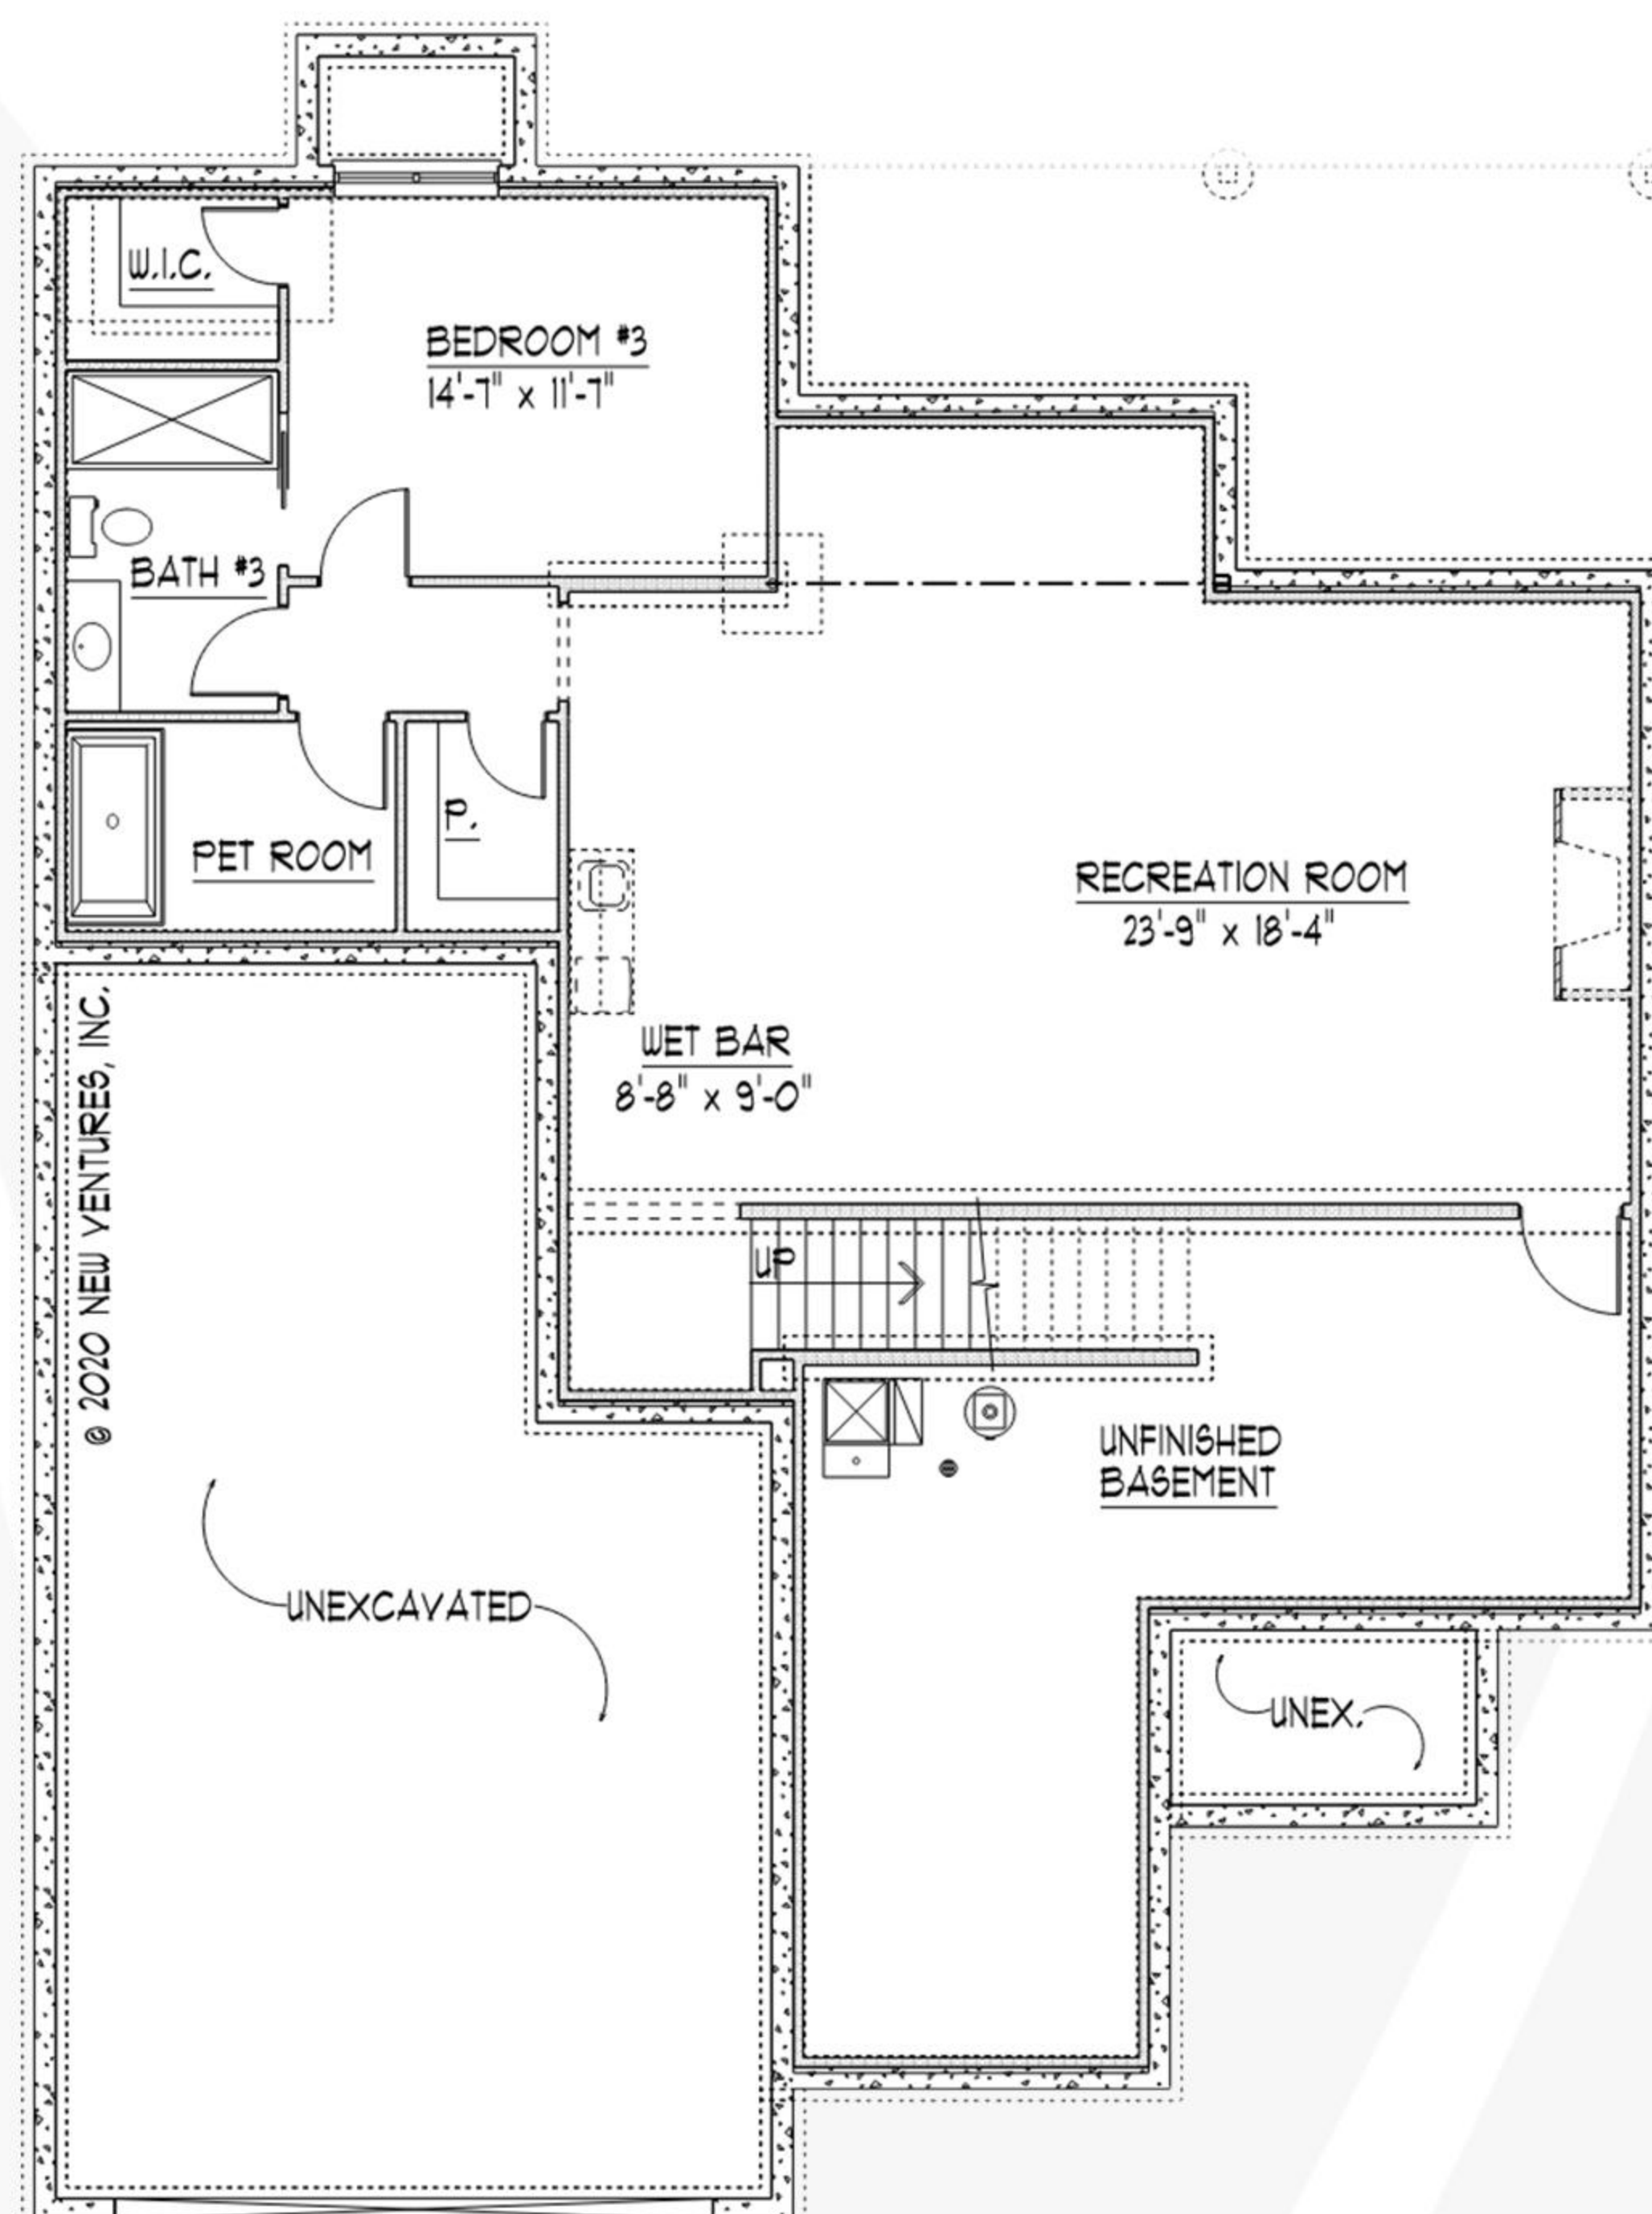 W.I.C.
BEDROOM #3
14'-7" x 11'-7"
BATH #3
PET ROOM
P.
RECREATION ROOM
23'-9" x 18'-4"
WET BAR
8'-8" x 9'-0"
UP
UNFINISHED
BASEMENT
© 2020 NEW VENTURES, INC.
UNEXCAVATED
UNEX.